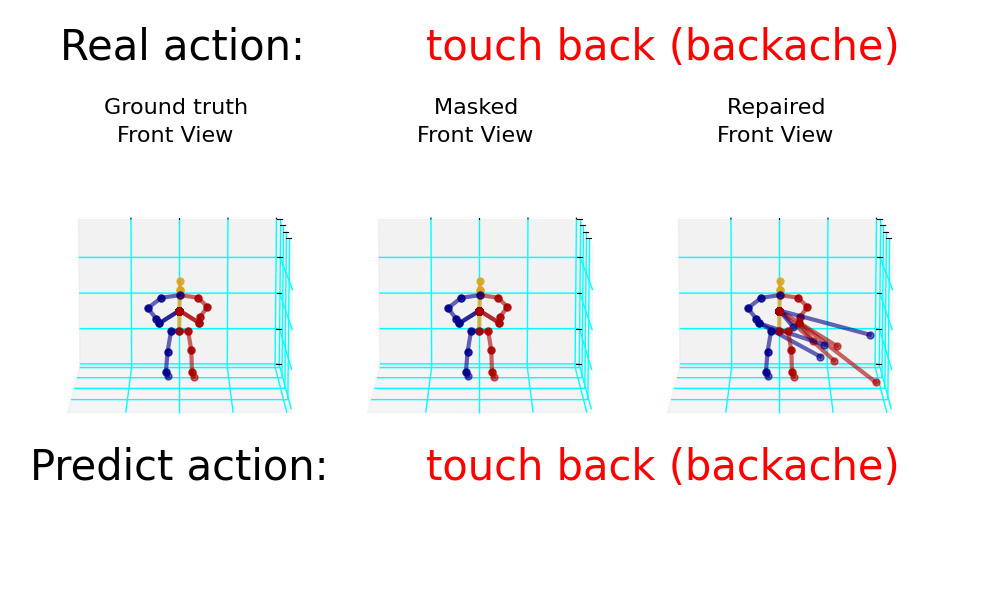 Real action: touch back (backache)
Ground truth Masked Repaired
Front View Front View Front View
Predict action: touch back (backache)